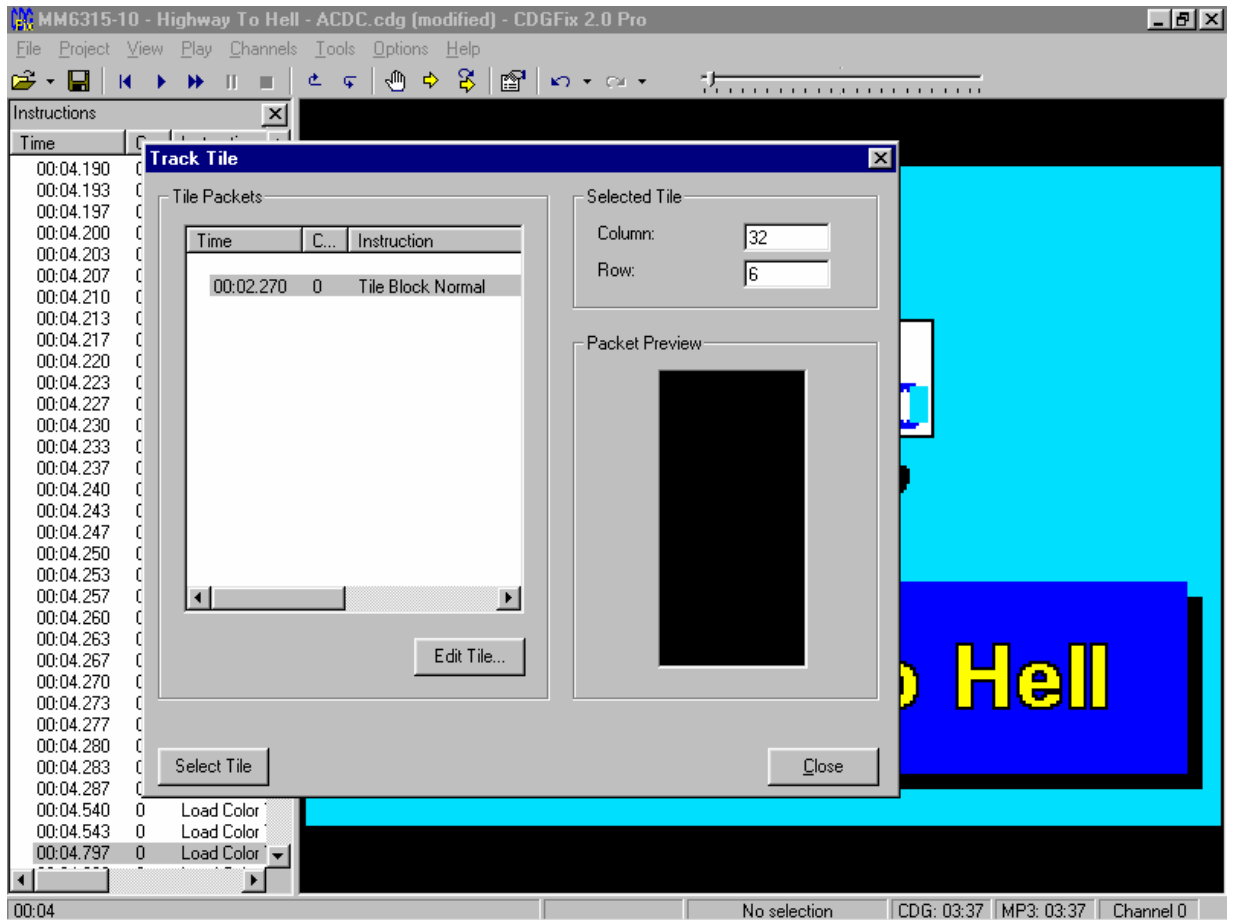 MM6315-10 - Highway To Hell - ACDC.cdg (modified) - CDGFix 2.0 Pro
File Project View Play Channels Tools Options Help
Instructions
Time
00:04.190
00:04.193
00:04.197
00:04.200
00:04.203
00:04.207
00:04.210
00:04.213
00:04.217
00:04.220
00:04.223
00:04.227
00:04.230
00:04.233
00:04.237
00:04.240
00:04.243
00:04.247
00:04.250
00:04.253
00:04.257
00:04.260
00:04.263
00:04.267
00:04.270
00:04.273
00:04.277
00:04.280
00:04.283
00:04.287
00:04.540 0 Load Color
00:04.543 0 Load Color
00:04.797 0 Load Color
Track Tile
Tile Packets
Time C... Instruction
00:02.270 0 Tile Block Normal
Edit Tile...
Select Tile
Selected Tile
Column: 32
Row: 6
Packet Preview
Close
Hell
00:04 No selection CDG: 03:37 MP3: 03:37 Channel 0